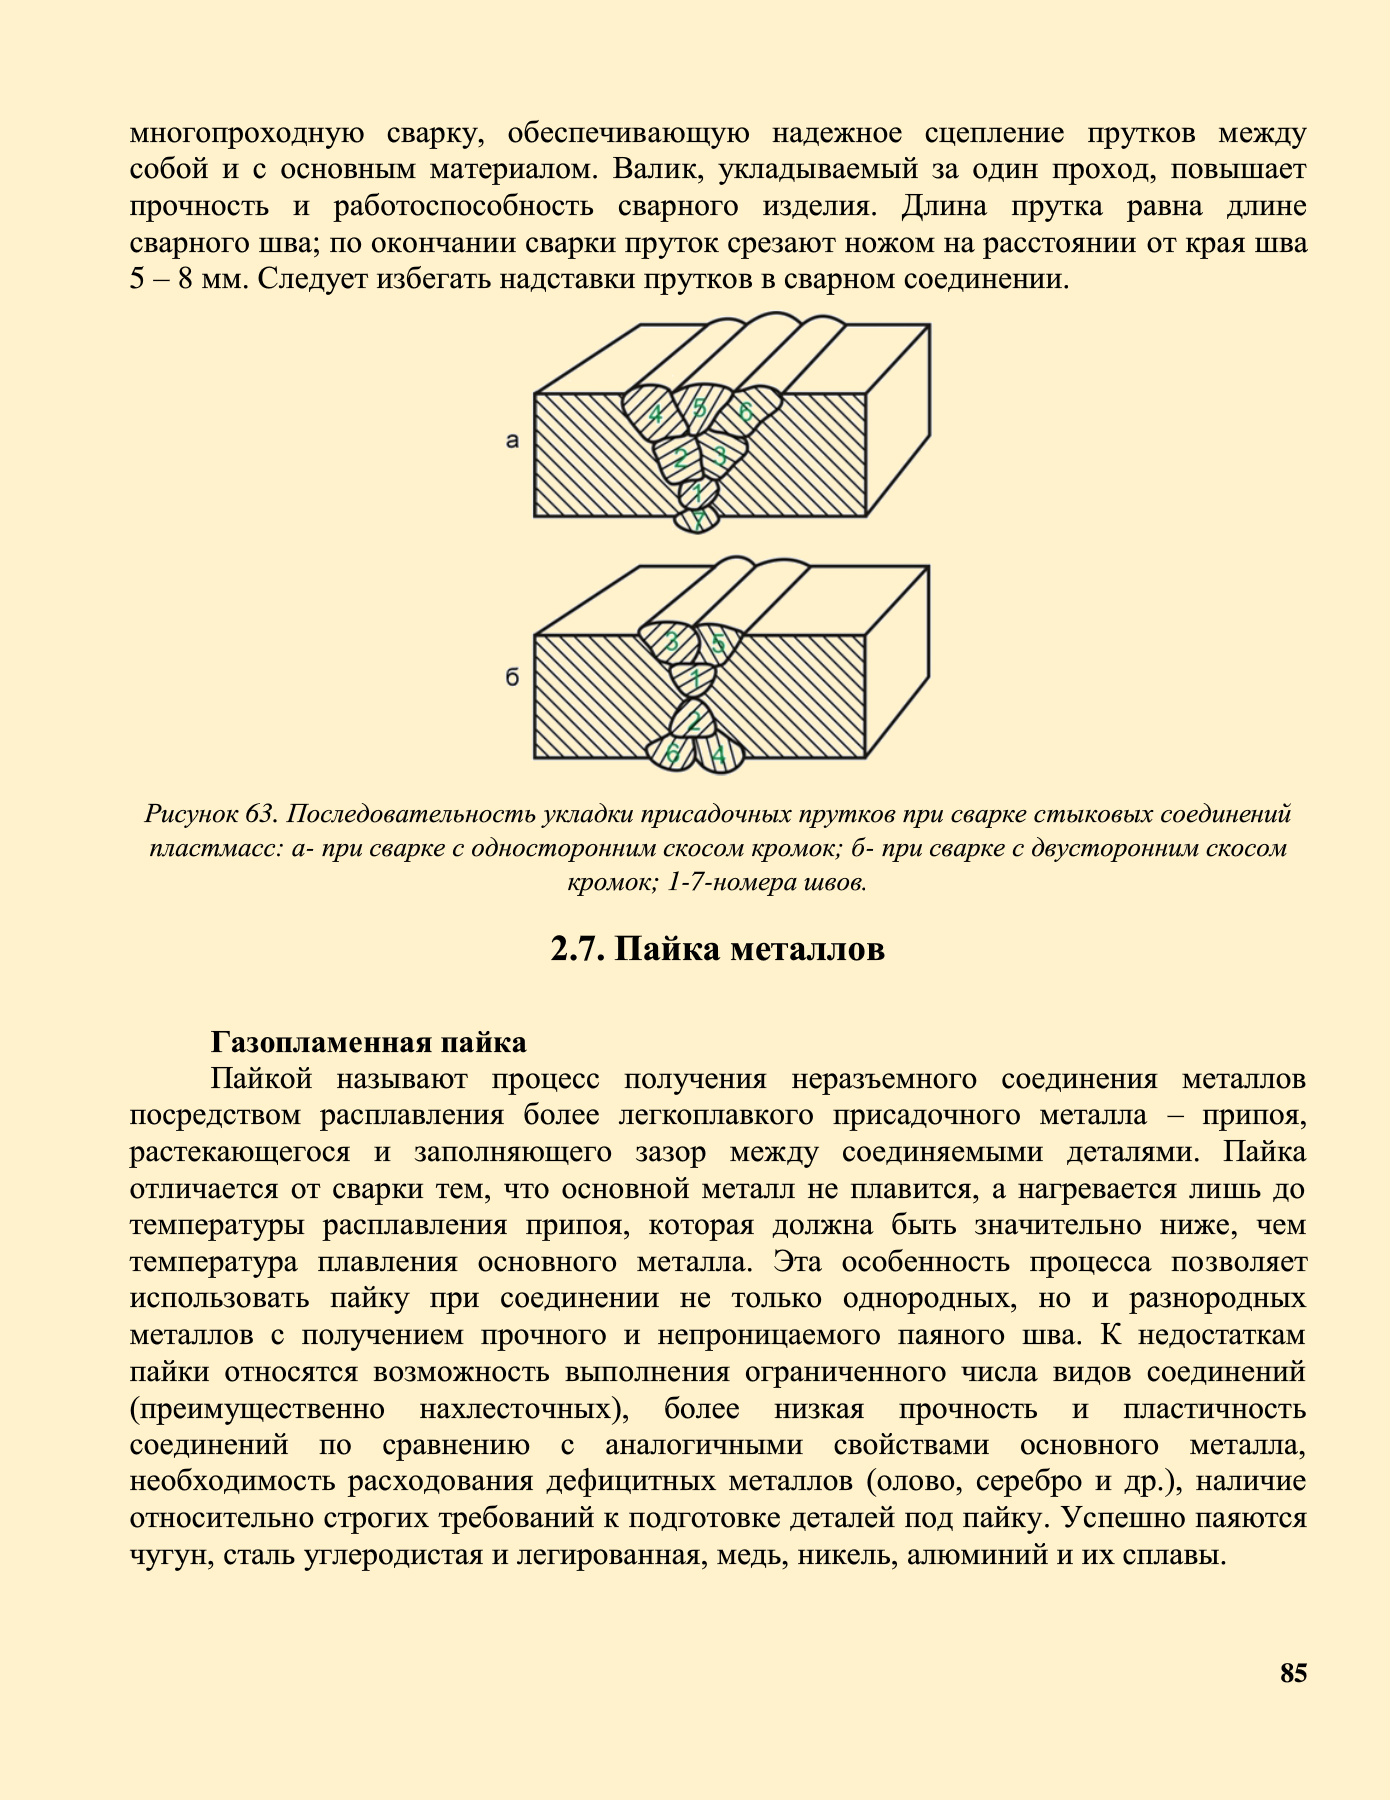 многопроходную сварку, обеспечивающую надежное сцепление прутков между
собой и с основным материалом. Валик, укладываемый за один проход, повышает
прочность и работоспособность сварного изделия. Длина прутка равна длине
сварного шва; по окончании сварки пруток срезают ножом на расстоянии от края шва
5 – 8 мм. Следует избегать надставки прутков в сварном соединении.
4 5 6
а
2 3
1
7
3 5
б
1
2
6 4
Рисунок 63. Последовательность укладки присадочных прутков при сварке стыковых соединений
пластмасс: а- при сварке с односторонним скосом кромок; б- при сварке с двусторонним скосом
кромок; 1-7-номера швов.
2.7. Пайка металлов
Газопламенная пайка
Пайкой называют процесс получения неразъемного соединения металлов
посредством расплавления более легкоплавкого присадочного металла – припоя,
растекающегося и заполняющего зазор между соединяемыми деталями. Пайка
отличается от сварки тем, что основной металл не плавится, а нагревается лишь до
температуры расплавления припоя, которая должна быть значительно ниже, чем
температура плавления основного металла. Эта особенность процесса позволяет
использовать пайку при соединении не только однородных, но и разнородных
металлов с получением прочного и непроницаемого паяного шва. К недостаткам
пайки относятся возможность выполнения ограниченного числа видов соединений
(преимущественно нахлесточных), более низкая прочность и пластичность
соединений по сравнению с аналогичными свойствами основного металла,
необходимость расходования дефицитных металлов (олово, серебро и др.), наличие
относительно строгих требований к подготовке деталей под пайку. Успешно паяются
чугун, сталь углеродистая и легированная, медь, никель, алюминий и их сплавы.
85